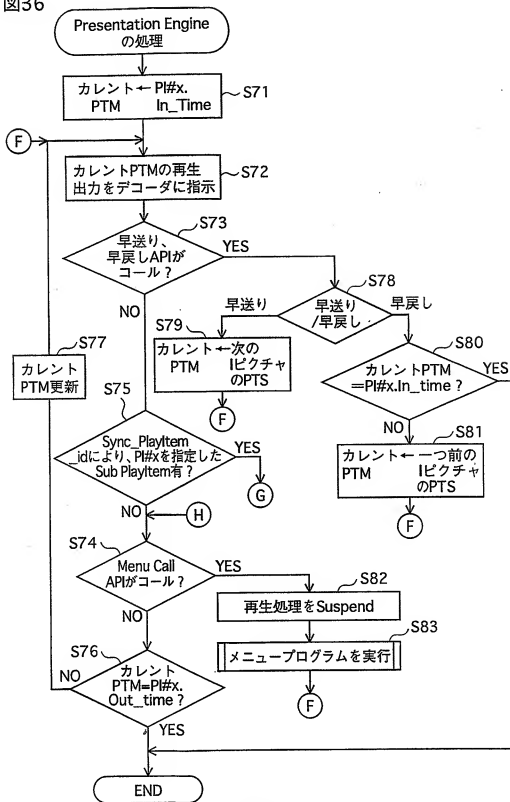 図36
Presentation Engine
の処理
カレント←PI#x.
PTM In_Time
S71
F
カレントPTMの再生
出力をデコーダに指示
S72
S73
早送り、
早戻しAPIが
コール？
YES
NO
S78
早送り
/早戻し
早送り
早戻し
S79
カレント←次の
PTM Iピクチャ
のPTS
F
S80
カレントPTM
=PI#x.In_time？
YES
NO
S81
カレント←一つ前の
PTM Iピクチャ
のPTS
F
S77
カレント
PTM更新
S75
Sync_PlayItem
_idにより、PI#xを指定した
Sub PlayItem有？
YES
G
NO
H
S74
Menu Call
APIがコール？
YES
NO
S82
再生処理をSuspend
S83
メニュープログラムを実行
F
S76
カレント
PTM=PI#x.
Out_time？
NO
YES
END